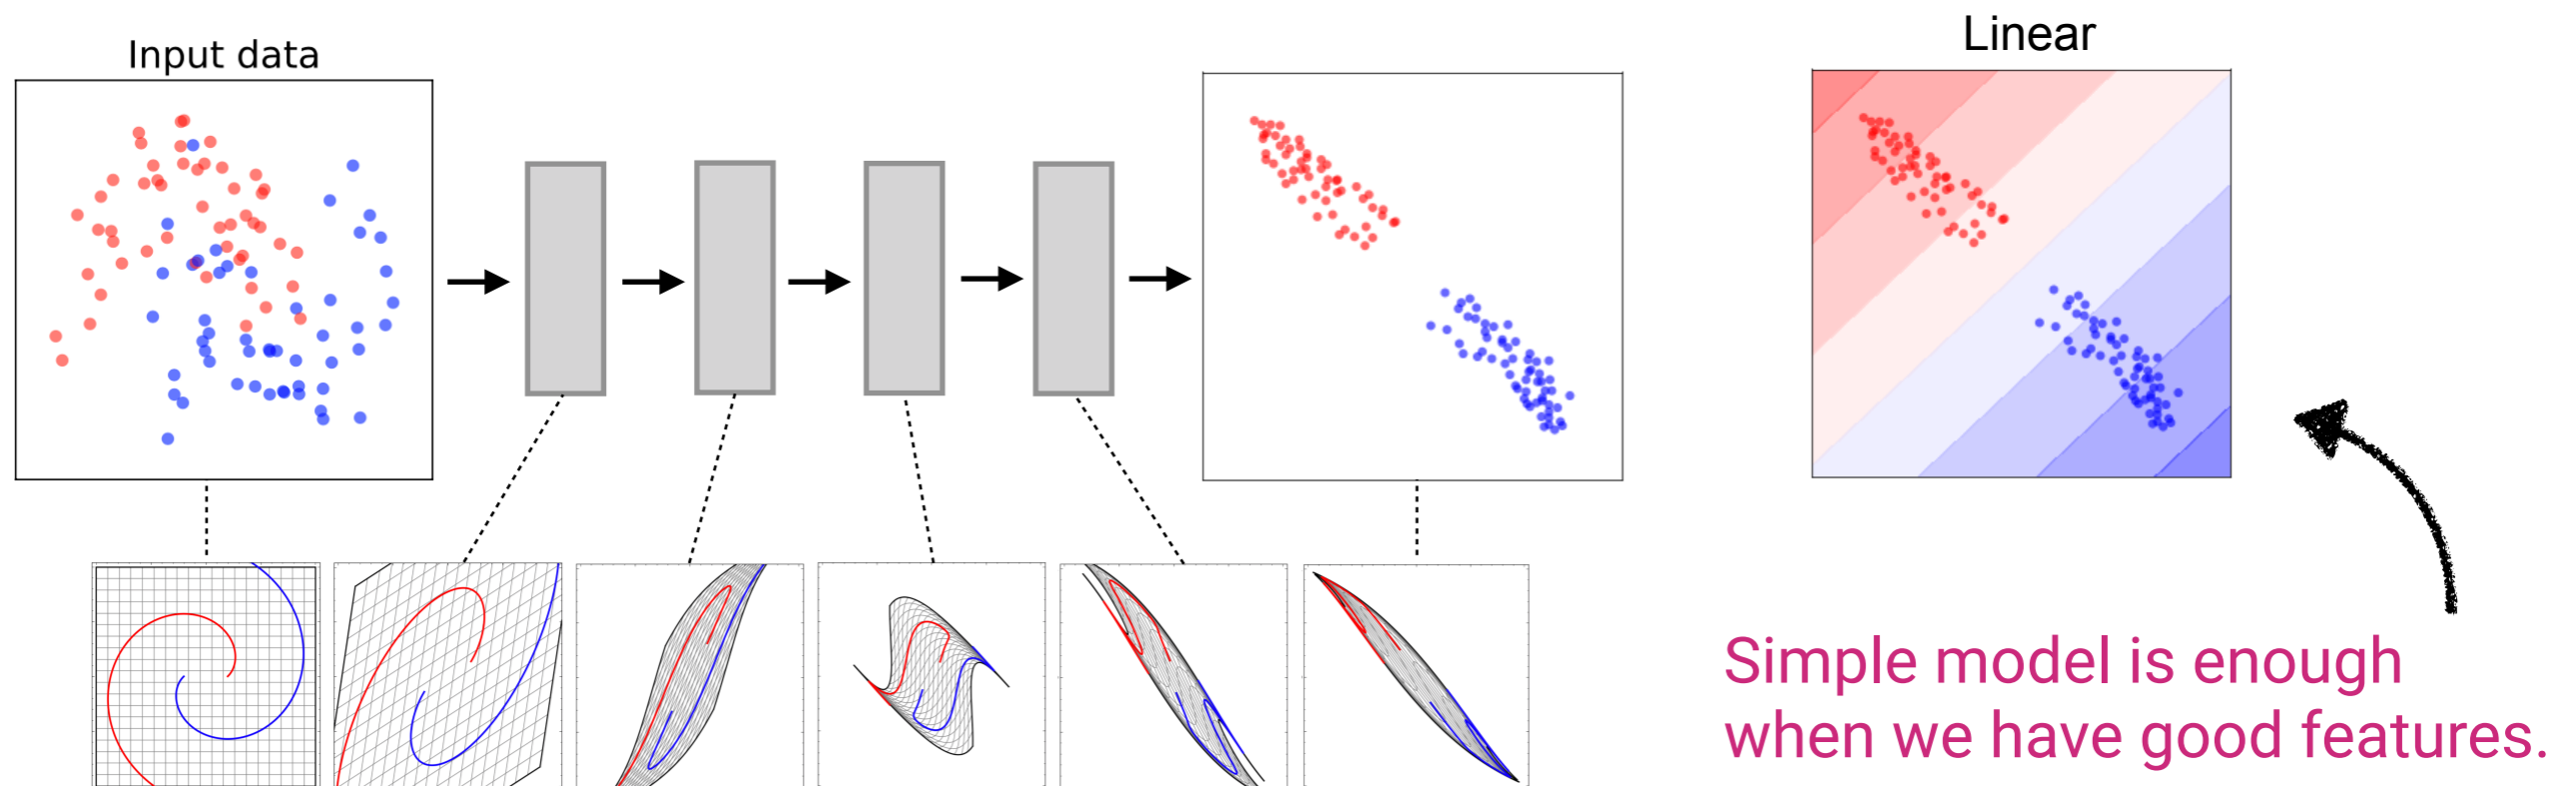 Input data
Linear
Simple model is enough
when we have good features.